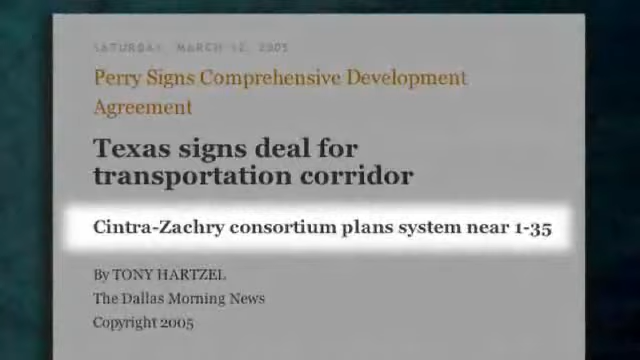 SATURDAY, MARCH 12, 2005
Perry Signs Comprehensive Development
Agreement
Texas signs deal for
transportation corridor
Cintra-Zachry consortium plans system near 1-35
By TONY HARTZEL
The Dallas Morning News
Copyright 2005